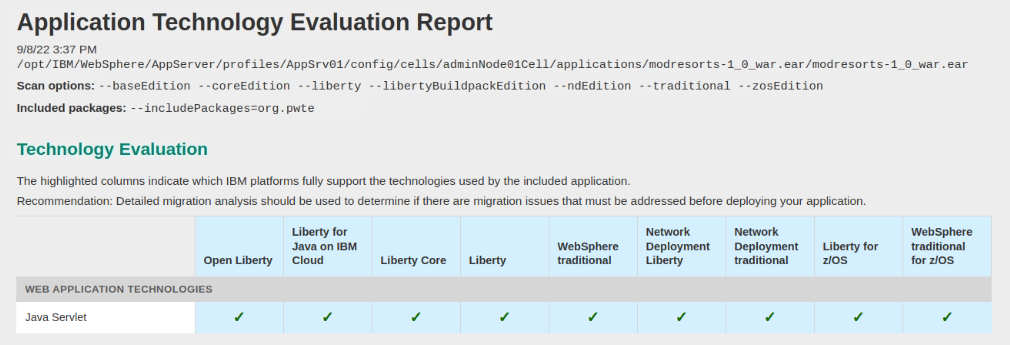 Application Technology Evaluation Report
9/8/22 3:37 PM
/opt/IBM/WebSphere/AppServer/profiles/AppSrv01/config/cells/adminNode01Cell/applications/modresorts-1_0_war.ear/modresorts-1_0_war.ear
Scan options: --baseEdition --coreEdition --liberty --libertyBuildpackEdition --ndEdition --traditional --zosEdition
Included packages: --includePackages=org.pwte
Technology Evaluation
The highlighted columns indicate which IBM platforms fully support the technologies used by the included application.
Recommendation: Detailed migration analysis should be used to determine if there are migration issues that must be addressed before deploying your application.
Open Liberty
Liberty for
Java on IBM
Cloud
Liberty Core
Liberty
WebSphere
traditional
Network
Deployment
Liberty
Network
Deployment
traditional
Liberty for
z/OS
WebSphere
traditional
for z/OS
WEB APPLICATION TECHNOLOGIES
Java Servlet ✓ ✓ ✓ ✓ ✓ ✓ ✓ ✓ ✓